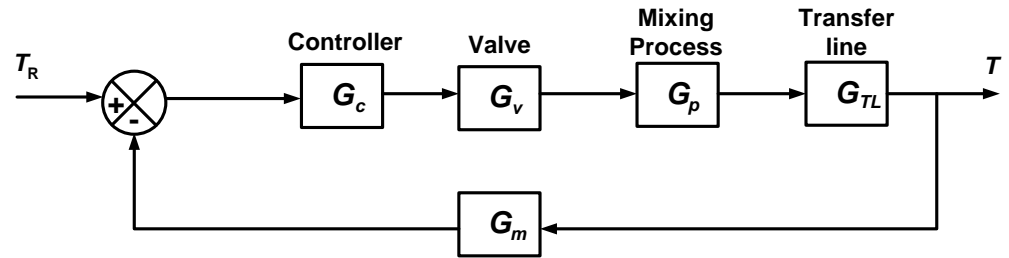 Controller
Valve
Mixing
Process
Transfer
line
T_R
+
-
G_c
G_v
G_p
G_TL
T
G_m